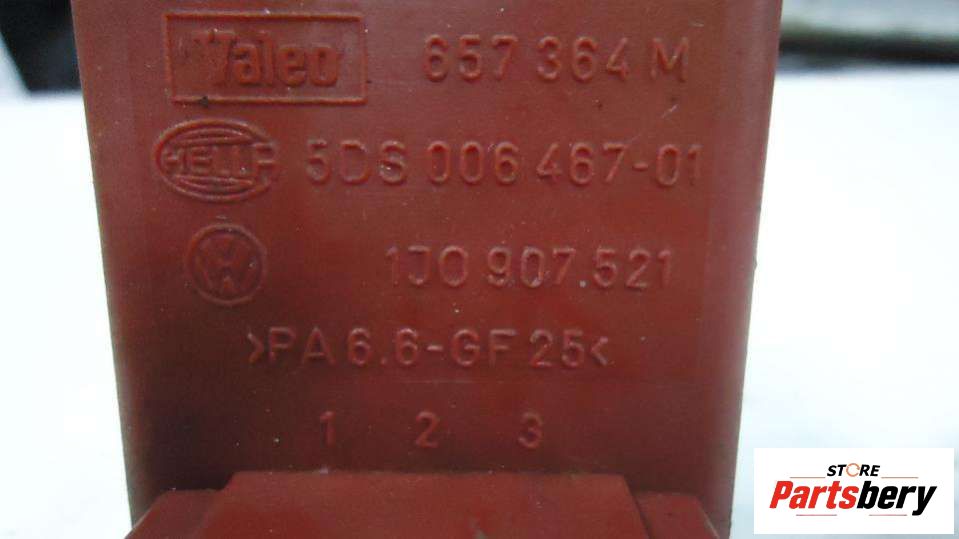 Valeo 657 364 M
HELLA 5DS 006 467-01
VW 1J0 907.521
>PA 6.6-GF 25<
1 2 3
STORE
Partsbery